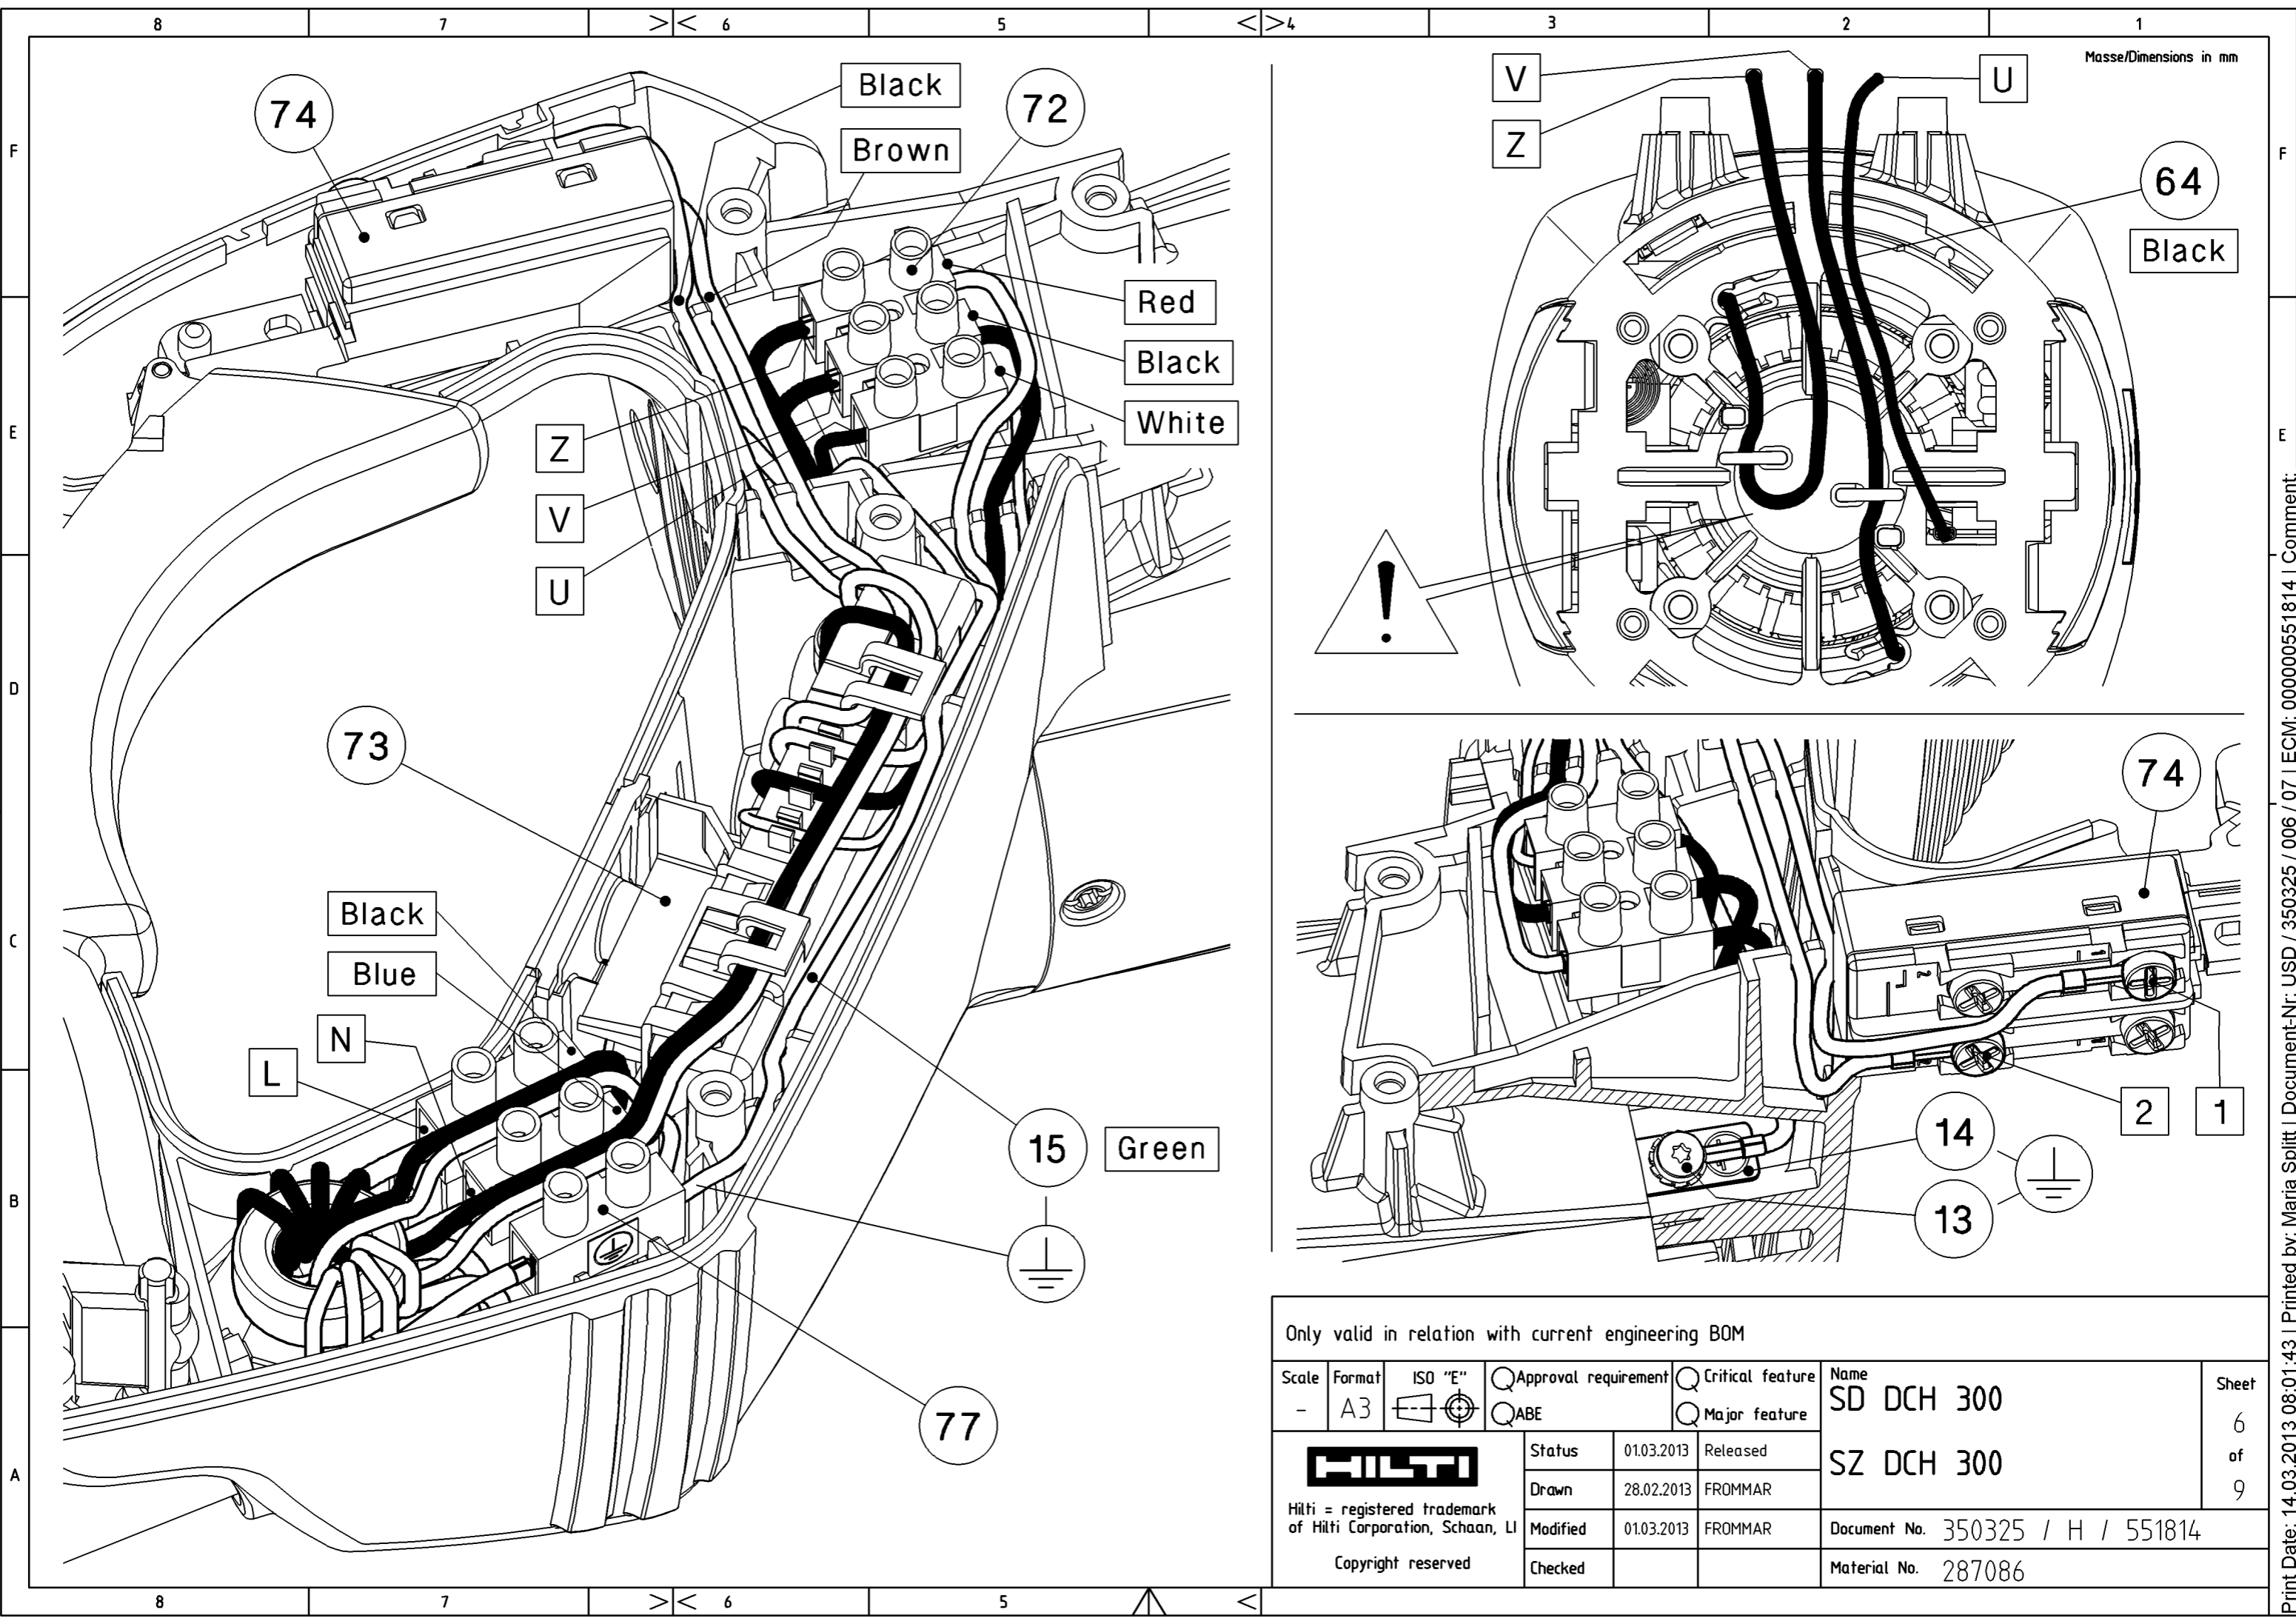 8 7 > < 6 5 < > 4 3 2 1
F
E
D
C
B
A
F
E
74
Black
Brown
72
Red
Black
White
Z
V
U
73
Black
Blue
N
L
15
Green
77
Masse/Dimensions in mm
V
Z
U
64
Black
!
74
2
1
14
13
Only valid in relation with current engineering BOM
Scale
-
Format
A3
ISO "E"
Approval requirement
ABE
Critical feature
Major feature
Name
SD DCH 300
SZ DCH 300
Sheet
6
of
9
HILTI
Hilti = registered trademark
of Hilti Corporation, Schaan, LI
Copyright reserved
Status 01.03.2013 Released
Drawn 28.02.2013 FROMMAR
Modified 01.03.2013 FROMMAR
Checked
Document No. 350325 / H / 551814
Material No. 287086
8 7 > < 6 5 <
Print Date: 14.03.2013 08:01:43 | Printed by: Maria Splitt | Document-Nr: USD / 350325 / 006 / 07 | ECM: 000000551814 | Comment: